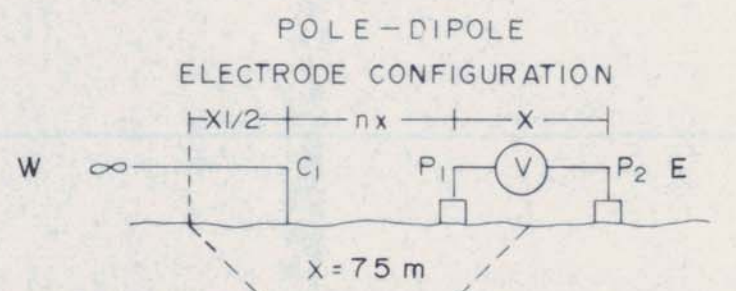 POLE-DIPOLE
ELECTRODE CONFIGURATION
X1/2 nx X
W ∞ C1 P1 V P2 E
x = 75 m